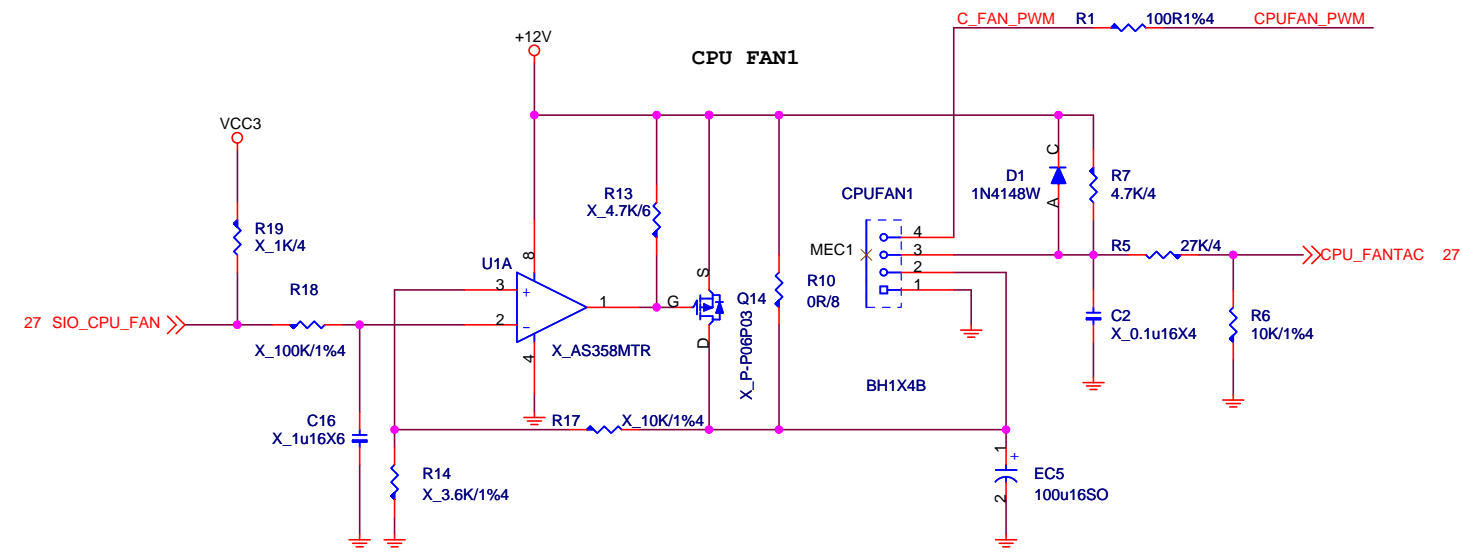 C_FAN_PWM
R1
100R1%4
CPUFAN_PWM
+12V
CPU FAN1
VCC3
R19
X_1K/4
R13
X_4.7K/6
C
D1
1N4148W
A
R7
4.7K/4
CPUFAN1
MEC1
4
3
2
1
R5
27K/4
CPU_FANTAC 27
8
U1A
3
+
2
−
1
4
X_AS358MTR
S
G
D
Q14
X_P-P06P03
R10
0R/8
27 SIO_CPU_FAN
R18
X_100K/1%4
C2
X_0.1u16X4
R6
10K/1%4
BH1X4B
C16
X_1u16X6
R17
X_10K/1%4
R14
X_3.6K/1%4
1
+
2
EC5
100u16SO